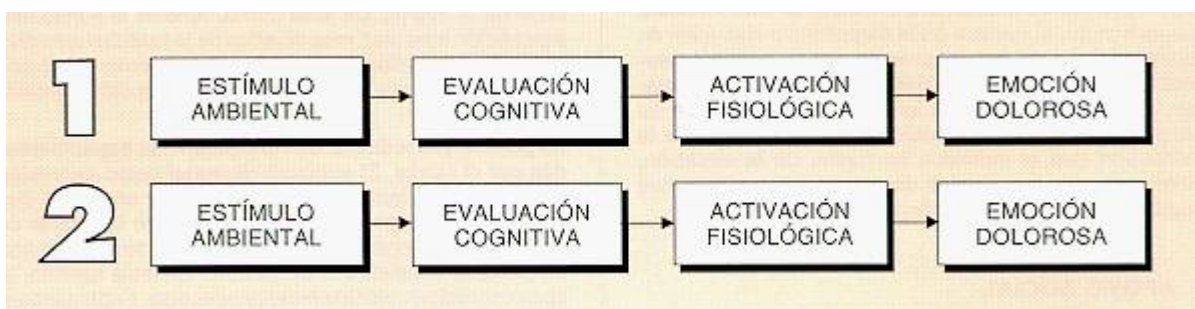 1
ESTÍMULO
AMBIENTAL
EVALUACIÓN
COGNITIVA
ACTIVACIÓN
FISIOLÓGICA
EMOCIÓN
DOLOROSA
2
ESTÍMULO
AMBIENTAL
EVALUACIÓN
COGNITIVA
ACTIVACIÓN
FISIOLÓGICA
EMOCIÓN
DOLOROSA